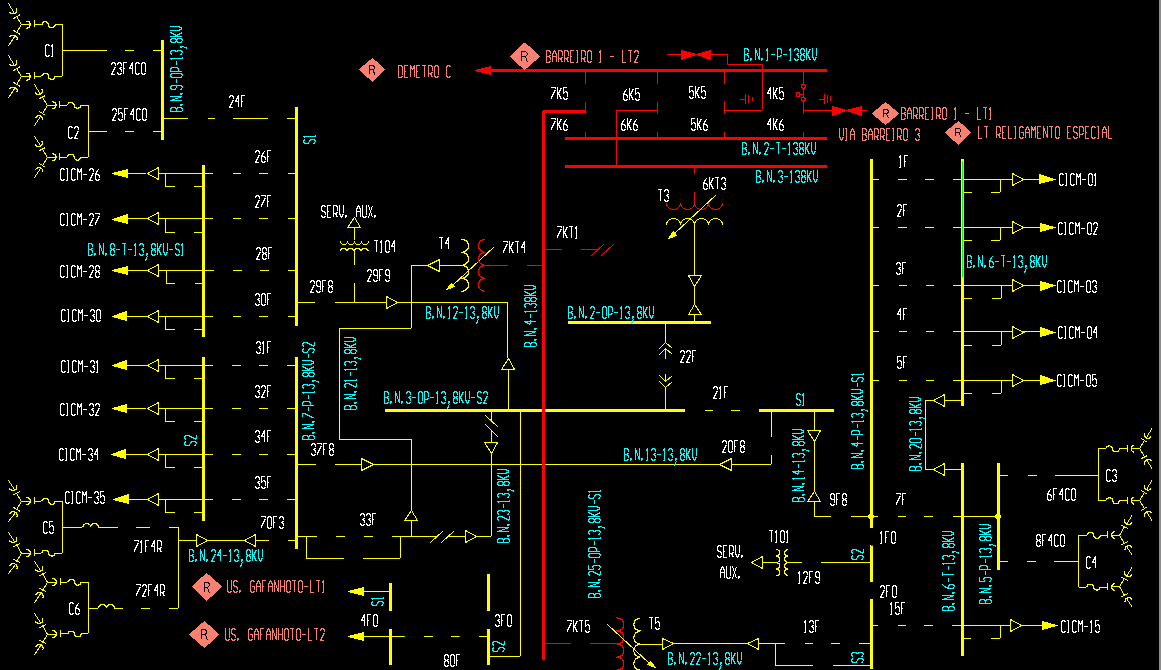 C1
23F4C0
B.N.9-OP-13,8KV
25F4C0
C2
24F
S1
26F
CICM-26
27F
CICM-27
B.N.8-T-13,8KV-S1
28F
CICM-28
30F
CICM-30
SERV. AUX.
T104
29F9
29F8
31F
CICM-31
32F
CICM-32
B.N.7-P-13,8KV-S2
34F
CICM-34
S2
37F8
35F
CICM-35
C5
70F3
33F
71F4R
B.N.24-13,8KV
72F4R
C6
R
US. GAFANHOTO-LT1
R
US. GAFANHOTO-LT2
S1
4F0
80F
3F0
S2
R
DEMETRO C
R
BARREIRO 1 - LT2
B.N.1-P-138KV
7K5
6K5
5K5
4K5
7K6
6K6
5K6
4K6
R
BARREIRO 1 - LT1
VIA BARREIRO 3
R
LT RELIGAMENTO ESPECIAL
B.N.2-T-138KV
B.N.3-138KV
T3
6KT3
T4
7KT4
7KT1
B.N.12-13,8KV
B.N.4-138KV
B.N.21-13,8KV
B.N.2-OP-13,8KV
22F
B.N.3-OP-13,8KV-S2
21F
S1
B.N.13-13,8KV
20F8
B.N.14-13,8KV
9F8
B.N.23-13,8KV
B.N.25-OP-13,8KV-S1
T101
SERV.
AUX.
12F9
7KT5
T5
B.N.22-13,8KV
13F
1F
CICM-01
2F
CICM-02
B.N.6-T-13,8KV
3F
CICM-03
4F
CICM-04
5F
CICM-05
B.N.4-P-13,8KV-S1
B.N.20-13,8KV
7F
6F4C0
C3
1F0
S2
8F4C0
C4
B.N.6-T-13,8KV
B.N.5-P-13,8KV
2F0
15F
CICM-15
S3